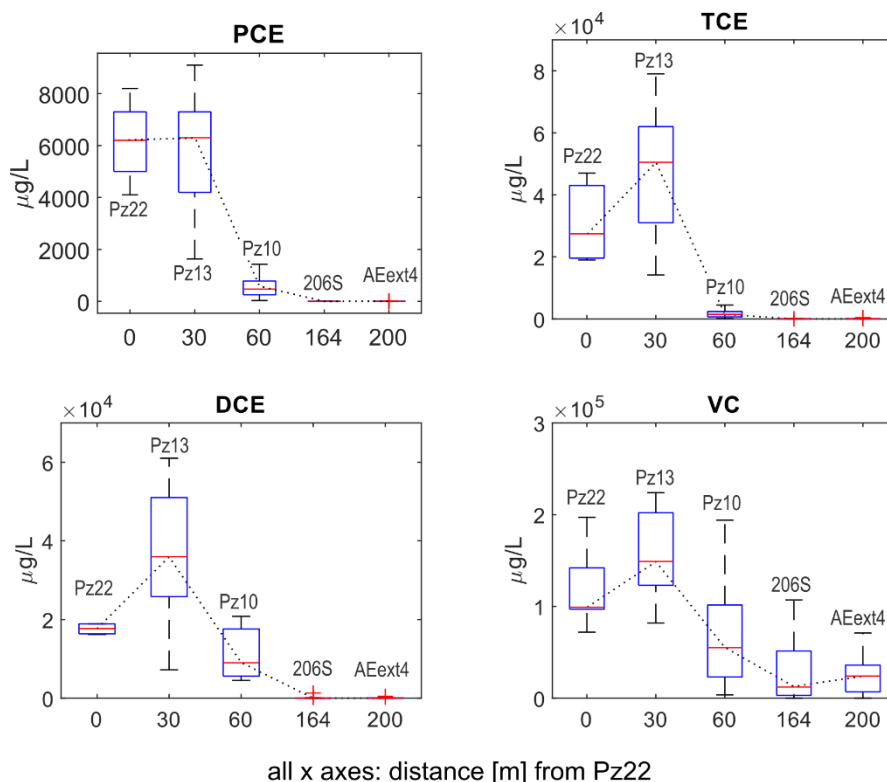 PCE
8000
6000
4000
2000
0
µg/L
Pz22
Pz13
Pz10
206S
AEext4
0 30 60 164 200
TCE
×10⁴
8
6
4
2
0
µg/L
Pz22
Pz13
Pz10
206S
AEext4
0 30 60 164 200
DCE
×10⁴
6
4
2
0
µg/L
Pz22
Pz13
Pz10
206S
AEext4
0 30 60 164 200
VC
×10⁵
3
2
1
0
µg/L
Pz22
Pz13
Pz10
206S
AEext4
0 30 60 164 200
all x axes: distance [m] from Pz22